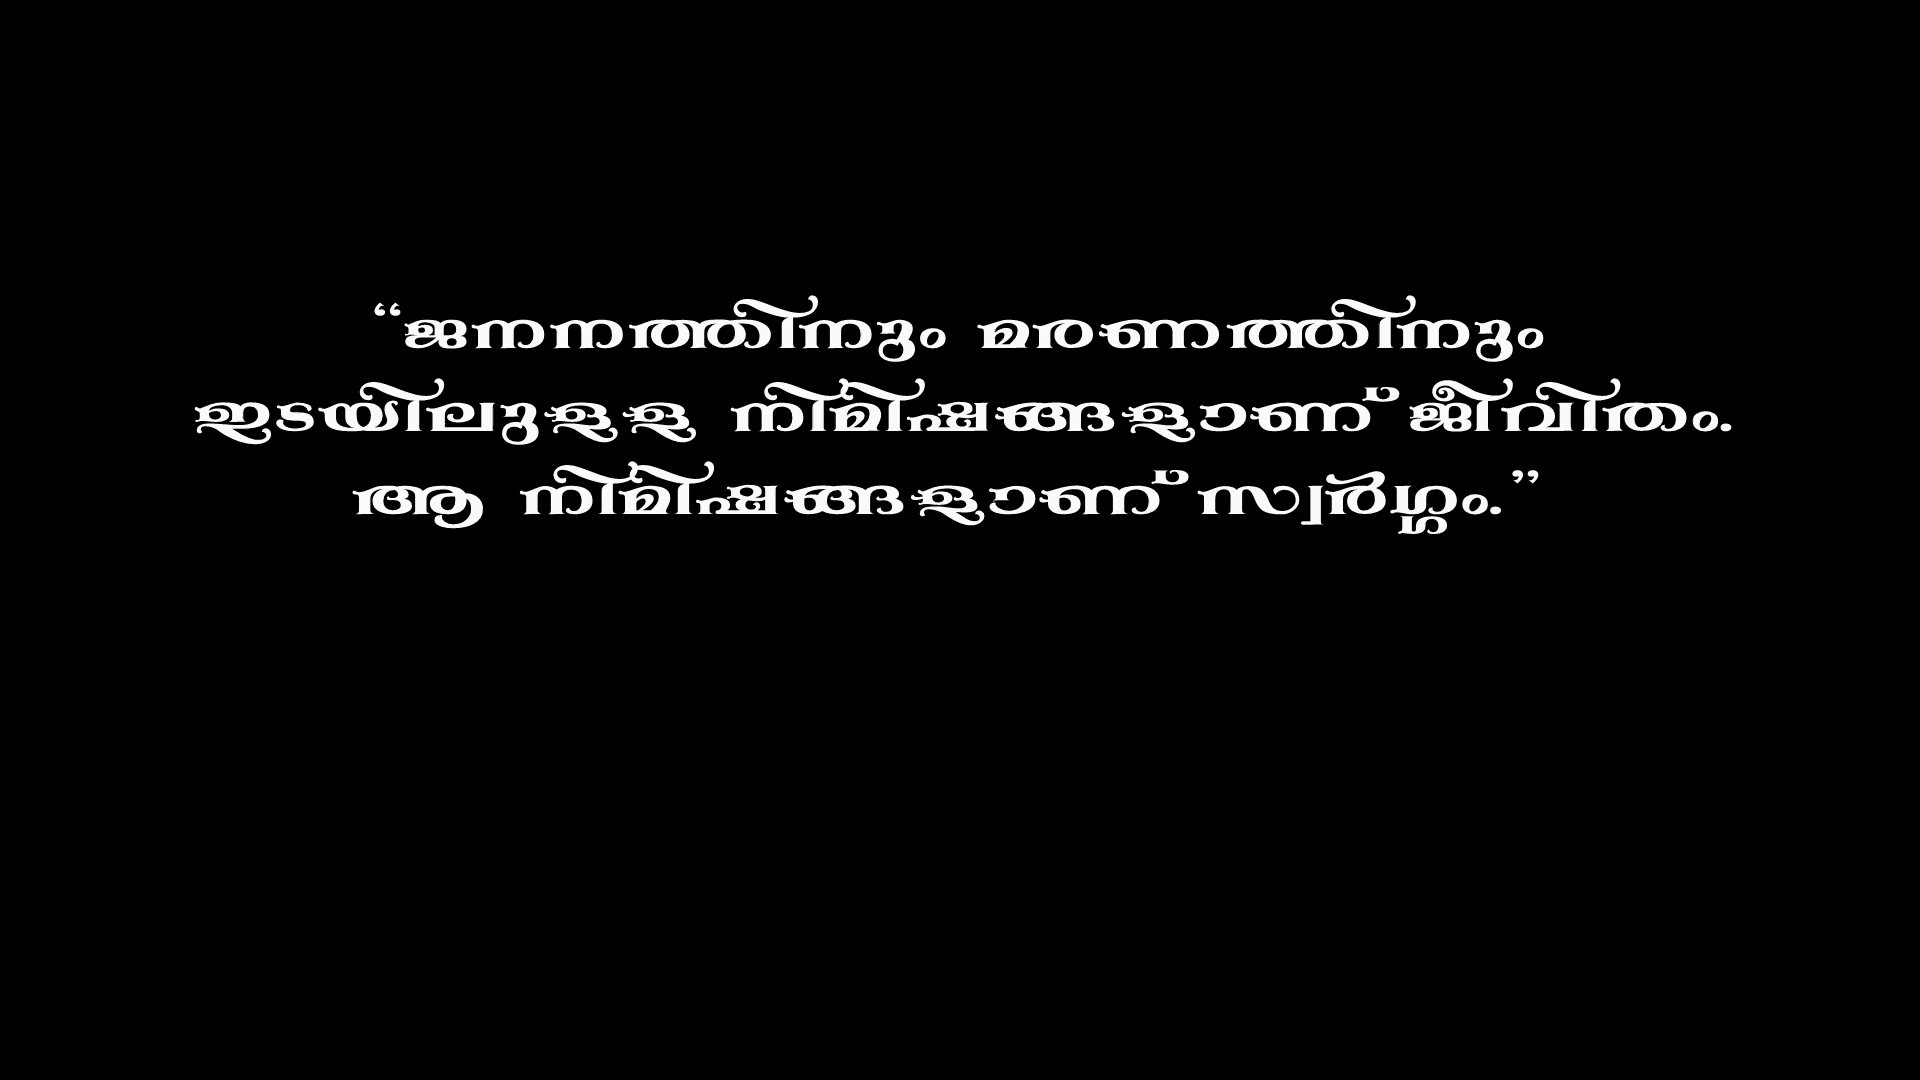 “ജനനത്തിനും മരണത്തിനും
ഇടയിലുള്ള നിമിഷങ്ങളാണ് ജീവിതം.
ആ നിമിഷങ്ങളാണ് സ്വർഗ്ഗം.”